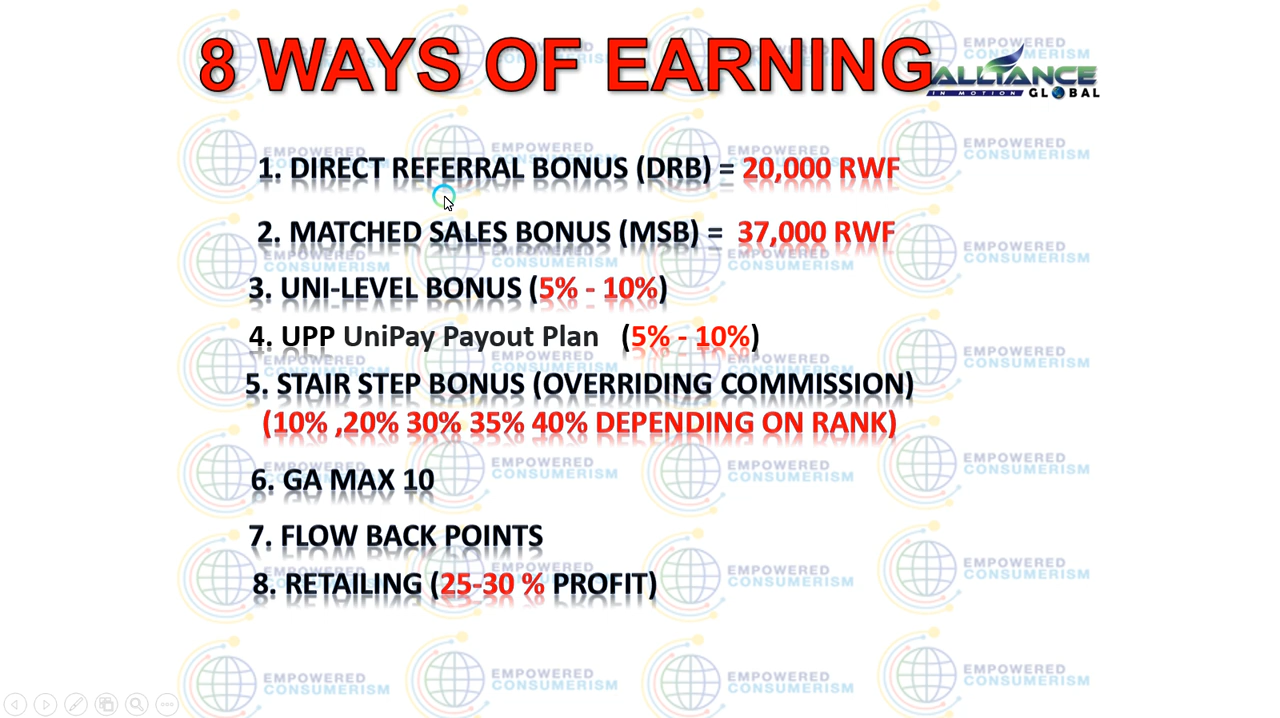 8 WAYS OF EARNING
ALLIANCE
IN MOTION GLOBAL
1. DIRECT REFERRAL BONUS (DRB) = 20,000 RWF
2. MATCHED SALES BONUS (MSB) = 37,000 RWF
3. UNI-LEVEL BONUS (5% - 10%)
4. UPP UniPay Payout Plan (5% - 10%)
5. STAIR STEP BONUS (OVERRIDING COMMISSION)
(10% ,20% 30% 35% 40% DEPENDING ON RANK)
6. GA MAX 10
7. FLOW BACK POINTS
8. RETAILING (25-30 % PROFIT)
EMPOWERED
CONSUMERISM